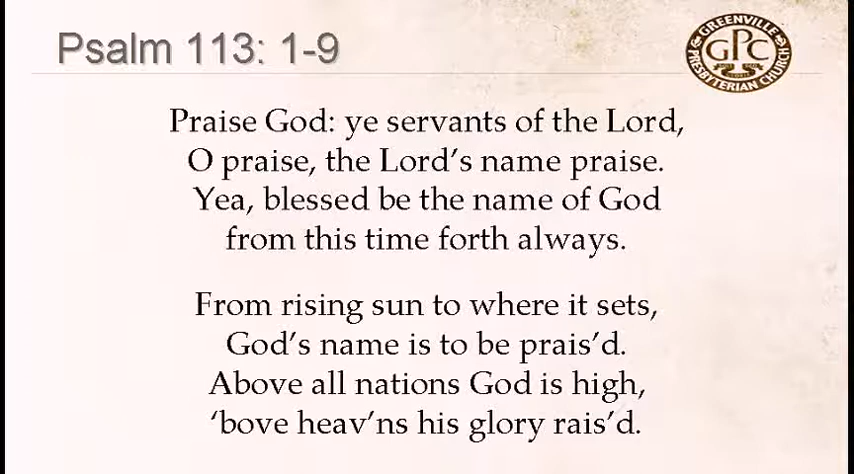 Psalm 113: 1-9
GREENVILLE
GPC
PRESBYTERIAN CHURCH
Praise God: ye servants of the Lord,
O praise, the Lord’s name praise.
Yea, blessed be the name of God
from this time forth always.
From rising sun to where it sets,
God’s name is to be prais’d.
Above all nations God is high,
‘bove heav’ns his glory rais’d.